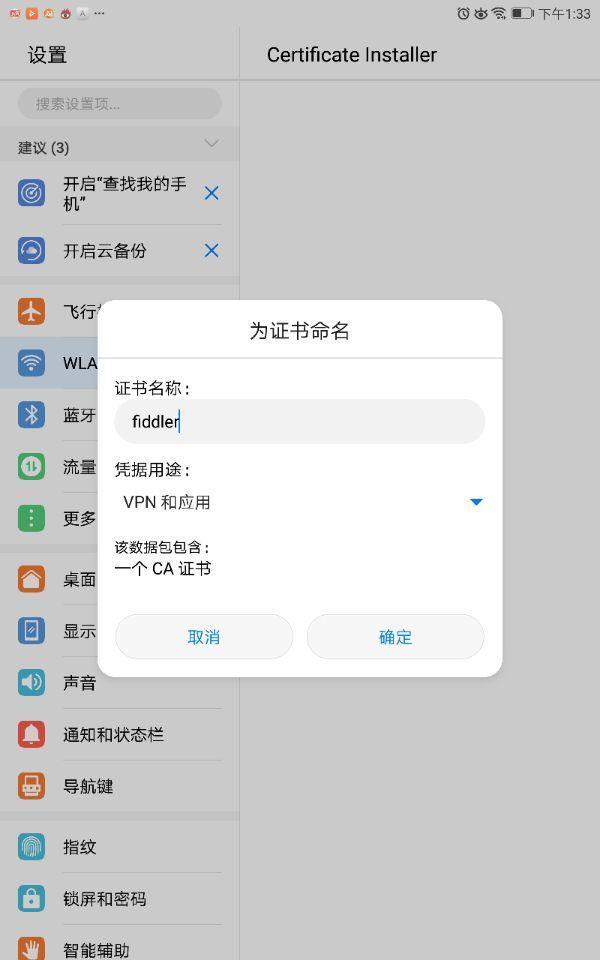 下午1:33
设置
Certificate Installer
搜索设置项...
建议 (3)
开启“查找我的手
机”
开启云备份
飞行
WLA
蓝牙
流量
更多
桌面
显示
声音
通知和状态栏
导航键
指纹
锁屏和密码
智能辅助
为证书命名
证书名称：
fiddler
凭据用途：
VPN 和应用
该数据包包含：
一个 CA 证书
取消
确定